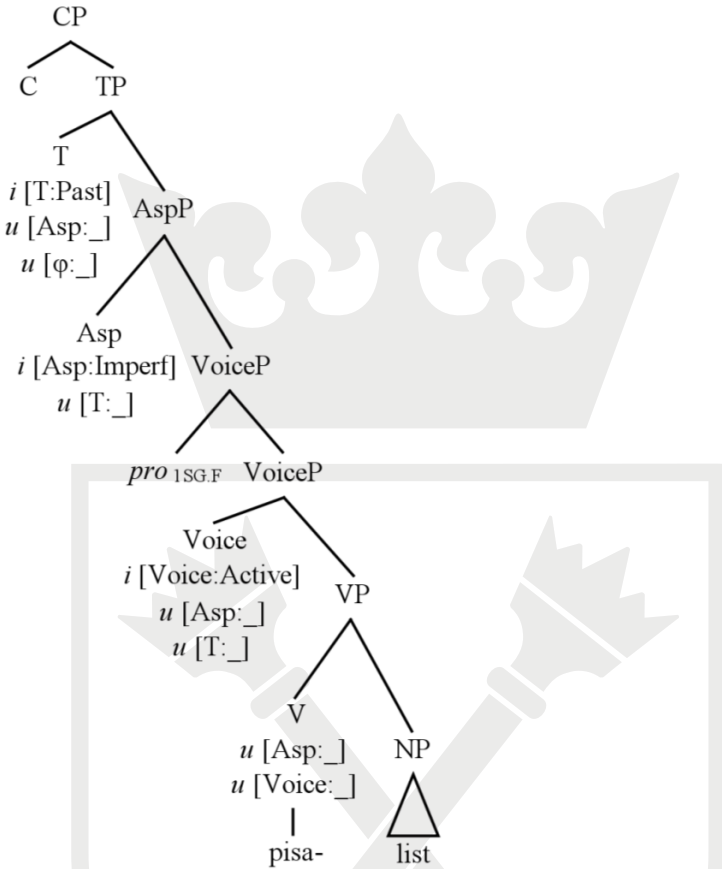 CP
C TP
T
i [T:Past]
u [Asp:_]
u [φ:_]
AspP
Asp
i [Asp:Imperf]
u [T:_]
VoiceP
pro 1SG.F VoiceP
Voice
i [Voice:Active]
u [Asp:_]
u [T:_]
VP
V
u [Asp:_]
u [Voice:_]
NP
pisa- list